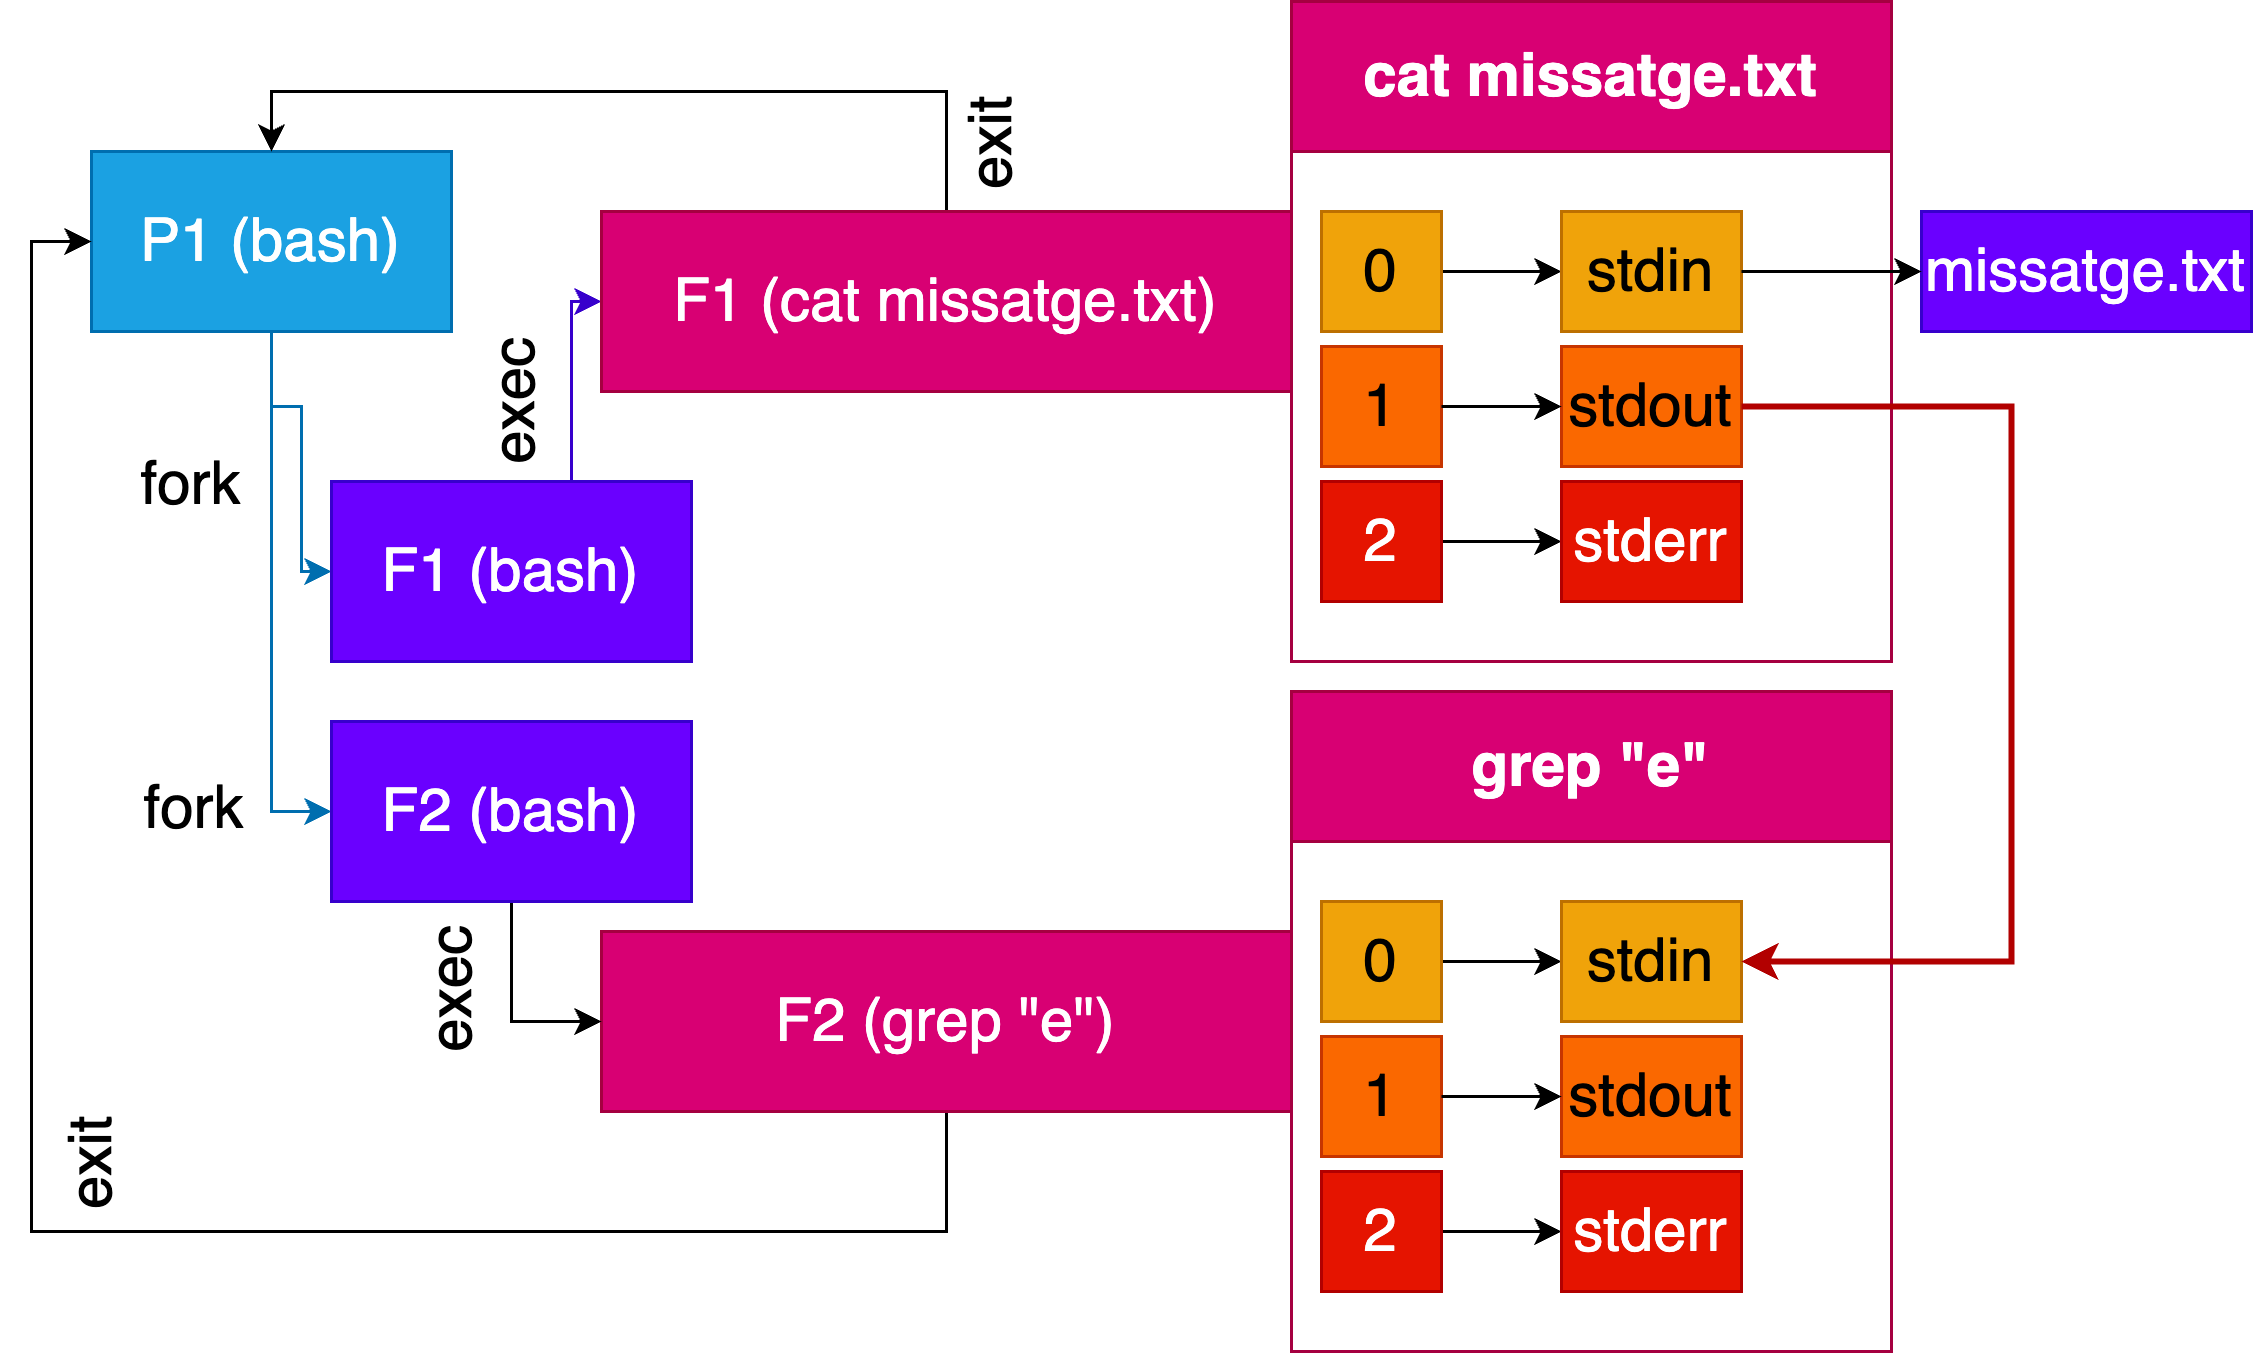 cat missatge.txt
exit
P1 (bash)
F1 (cat missatge.txt)
0
stdin
missatge.txt
exec
1
stdout
fork
F1 (bash)
2
stderr
grep "e"
fork
F2 (bash)
exec
F2 (grep "e")
0
stdin
1
stdout
exit
2
stderr